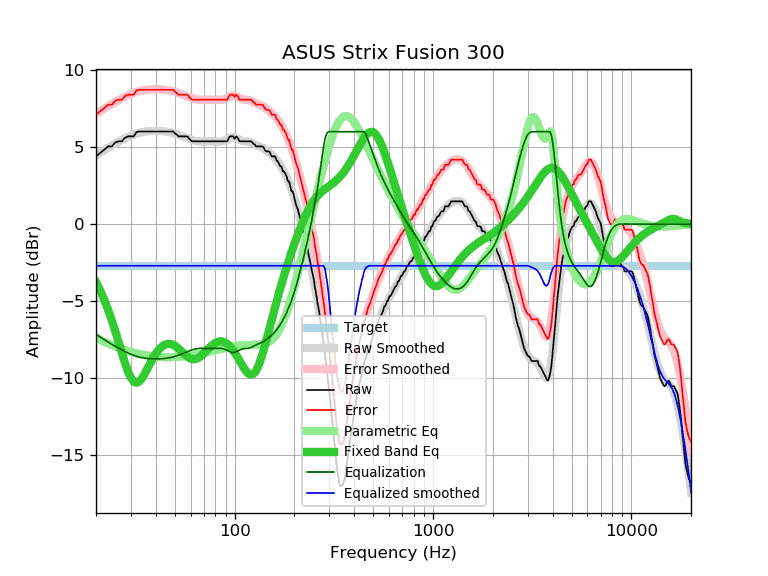 ASUS Strix Fusion 300
10
5
0
−5
−10
−15
Amplitude (dBr)
Target
Raw Smoothed
Error Smoothed
Raw
Error
Parametric Eq
Fixed Band Eq
Equalization
Equalized smoothed
100
1000
10000
Frequency (Hz)